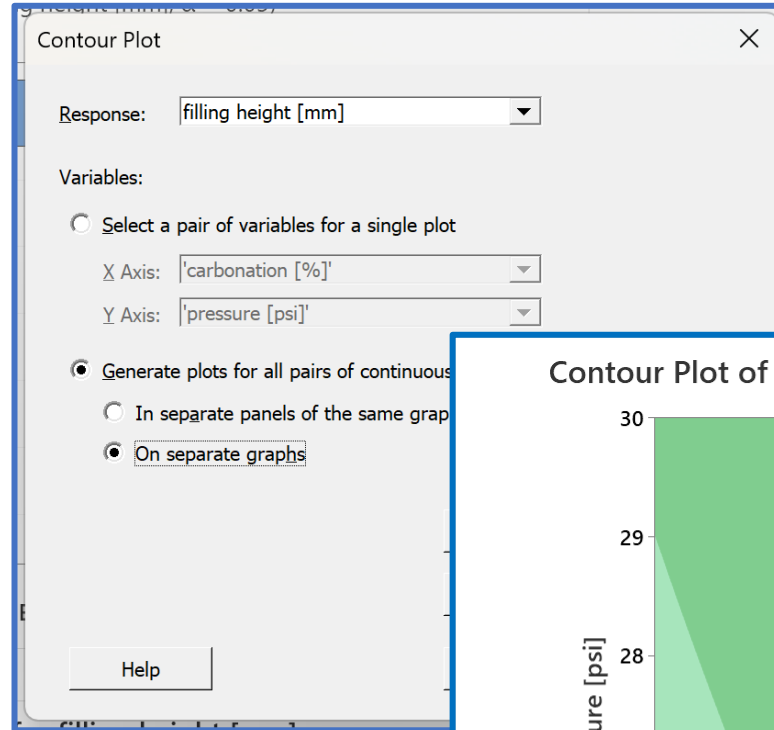 Contour Plot
Response: filling height [mm]
Variables:
Select a pair of variables for a single plot
X Axis: 'carbonation [%]'
Y Axis: 'pressure [psi]'
Generate plots for all pairs of continuous
In separate panels of the same grap
On separate graphs
Help
Contour Plot of
30
29
28
ure [psi]